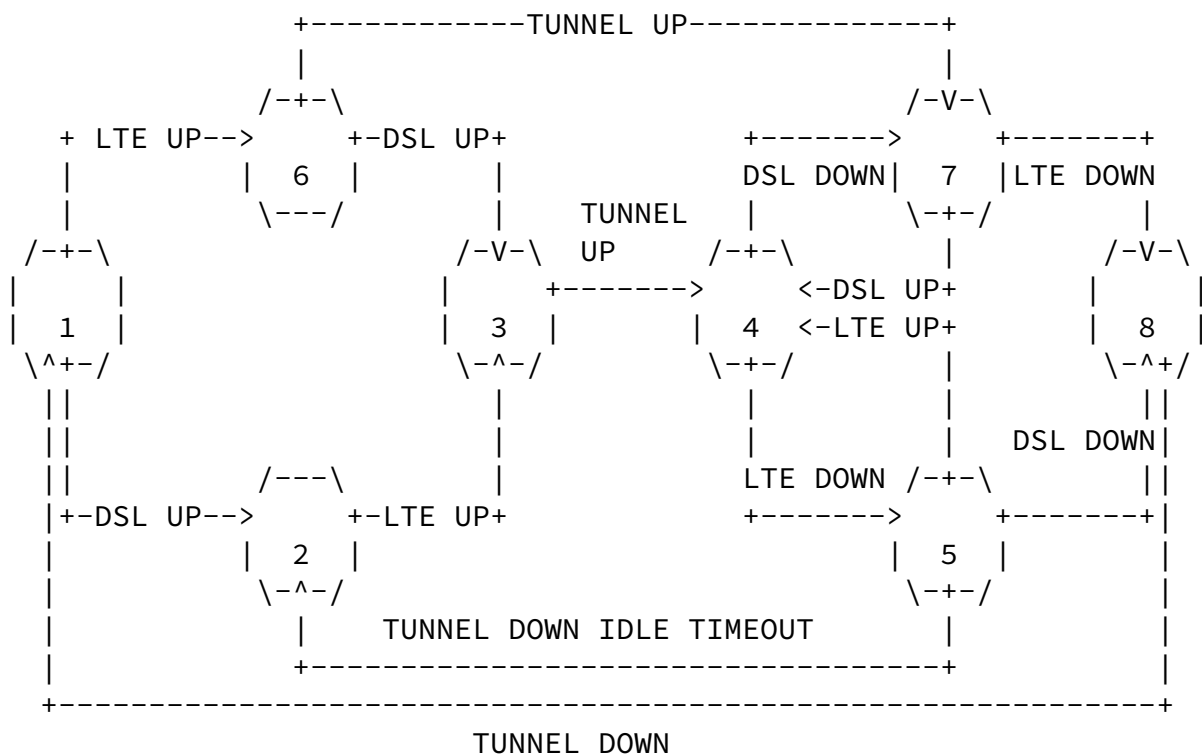 +------------TUNNEL UP--------------+
|                                   |
/-+-\                               /-V-\
+ LTE UP-->     +-DSL UP+             +------->     +-------+
|         |  6  |       |             DSL DOWN|  7  |LTE DOWN
|          \---/        |    TUNNEL      |        \-+-/        |
/-+-\                     /-V-\  UP     /-+-\         |        /-V-\
|     |                 |     +------->     <-DSL UP+       |     |
|  1  |                 |  3  |       |  4  <-LTE UP+       |  8  |
\^+-/                     \-^-/         \-+-/         |        \-^+/
||                       |             |          |          ||
||                       |             |          |   DSL DOWN|
||          /---\        |             LTE DOWN /-+-\        ||
|+-DSL UP-->     +-LTE UP+             +------->     +-------+|
|          |  2  |                            |  5  |        |
|           \-^-/                              \-+-/         |
|             |    TUNNEL DOWN IDLE TIMEOUT      |           |
|             +-----------------------------------+           |
+-------------------------------------------------------------+
TUNNEL DOWN